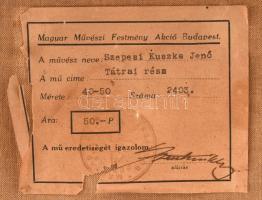 Magyar Művészi Festmény Akció Budapest.
A művész neve Szepesi Kuszka Jenő
A mű címe Tátrai rész
Mérete 40-50 Száma 2403.
Ára: 50.-P
A mű eredetiségét igazolom
aláírás